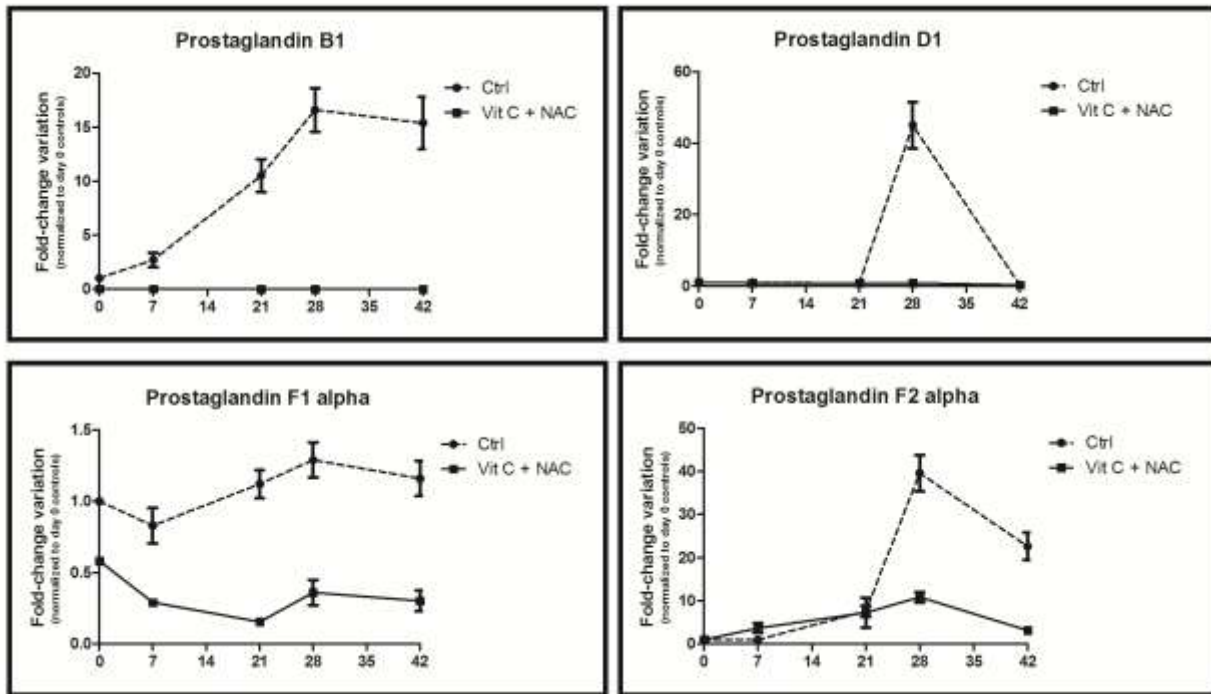 Prostaglandin B1
Fold-change variation
(normalized to day 0 controls)
20
15
10
5
0
0 7 14 21 28 35 42
Ctrl
Vit C + NAC
Prostaglandin D1
Fold-change variation
(normalized to day 0 controls)
60
40
20
0
0 7 14 21 28 35 42
Ctrl
Vit C + NAC
Prostaglandin F1 alpha
Fold-change variation
(normalized to day 0 controls)
1.5
1.0
0.5
0.0
0 7 14 21 28 35 42
Ctrl
Vit C + NAC
Prostaglandin F2 alpha
Fold-change variation
(normalized to day 0 controls)
50
40
30
20
10
0
0 7 14 21 28 35 42
Ctrl
Vit C + NAC